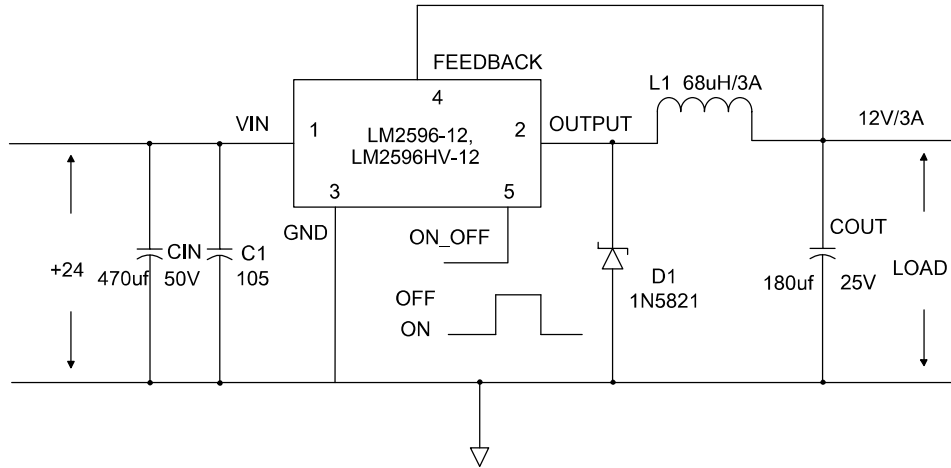 FEEDBACK
L1 68uH/3A
4
VIN
1
LM2596-12,
LM2596HV-12
2
OUTPUT
12V/3A
3
5
GND
ON_OFF
COUT
+24
470uf
CIN
50V
C1
105
D1
1N5821
180uf
25V
LOAD
OFF
ON